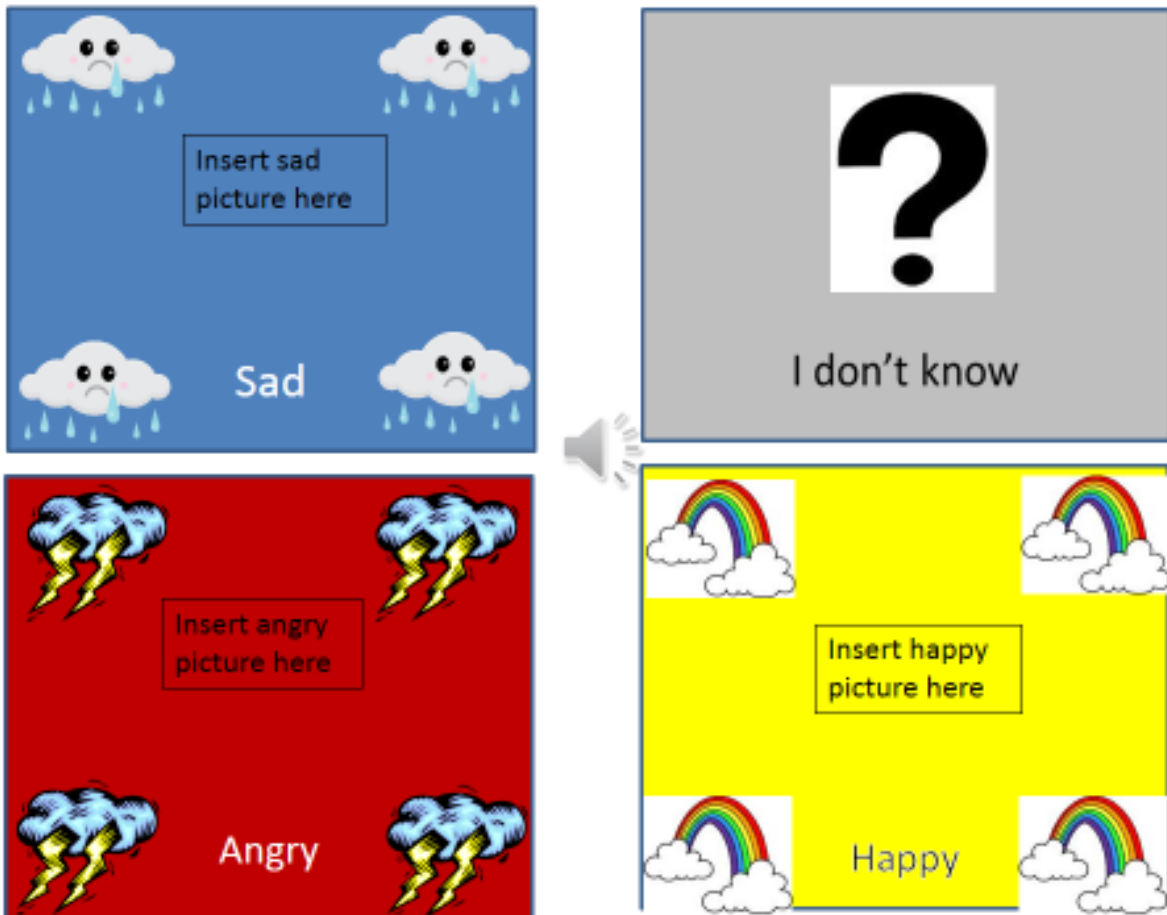 Insert sad
picture here
Sad
?
I don't know
Insert angry
picture here
Angry
Insert happy
picture here
Happy